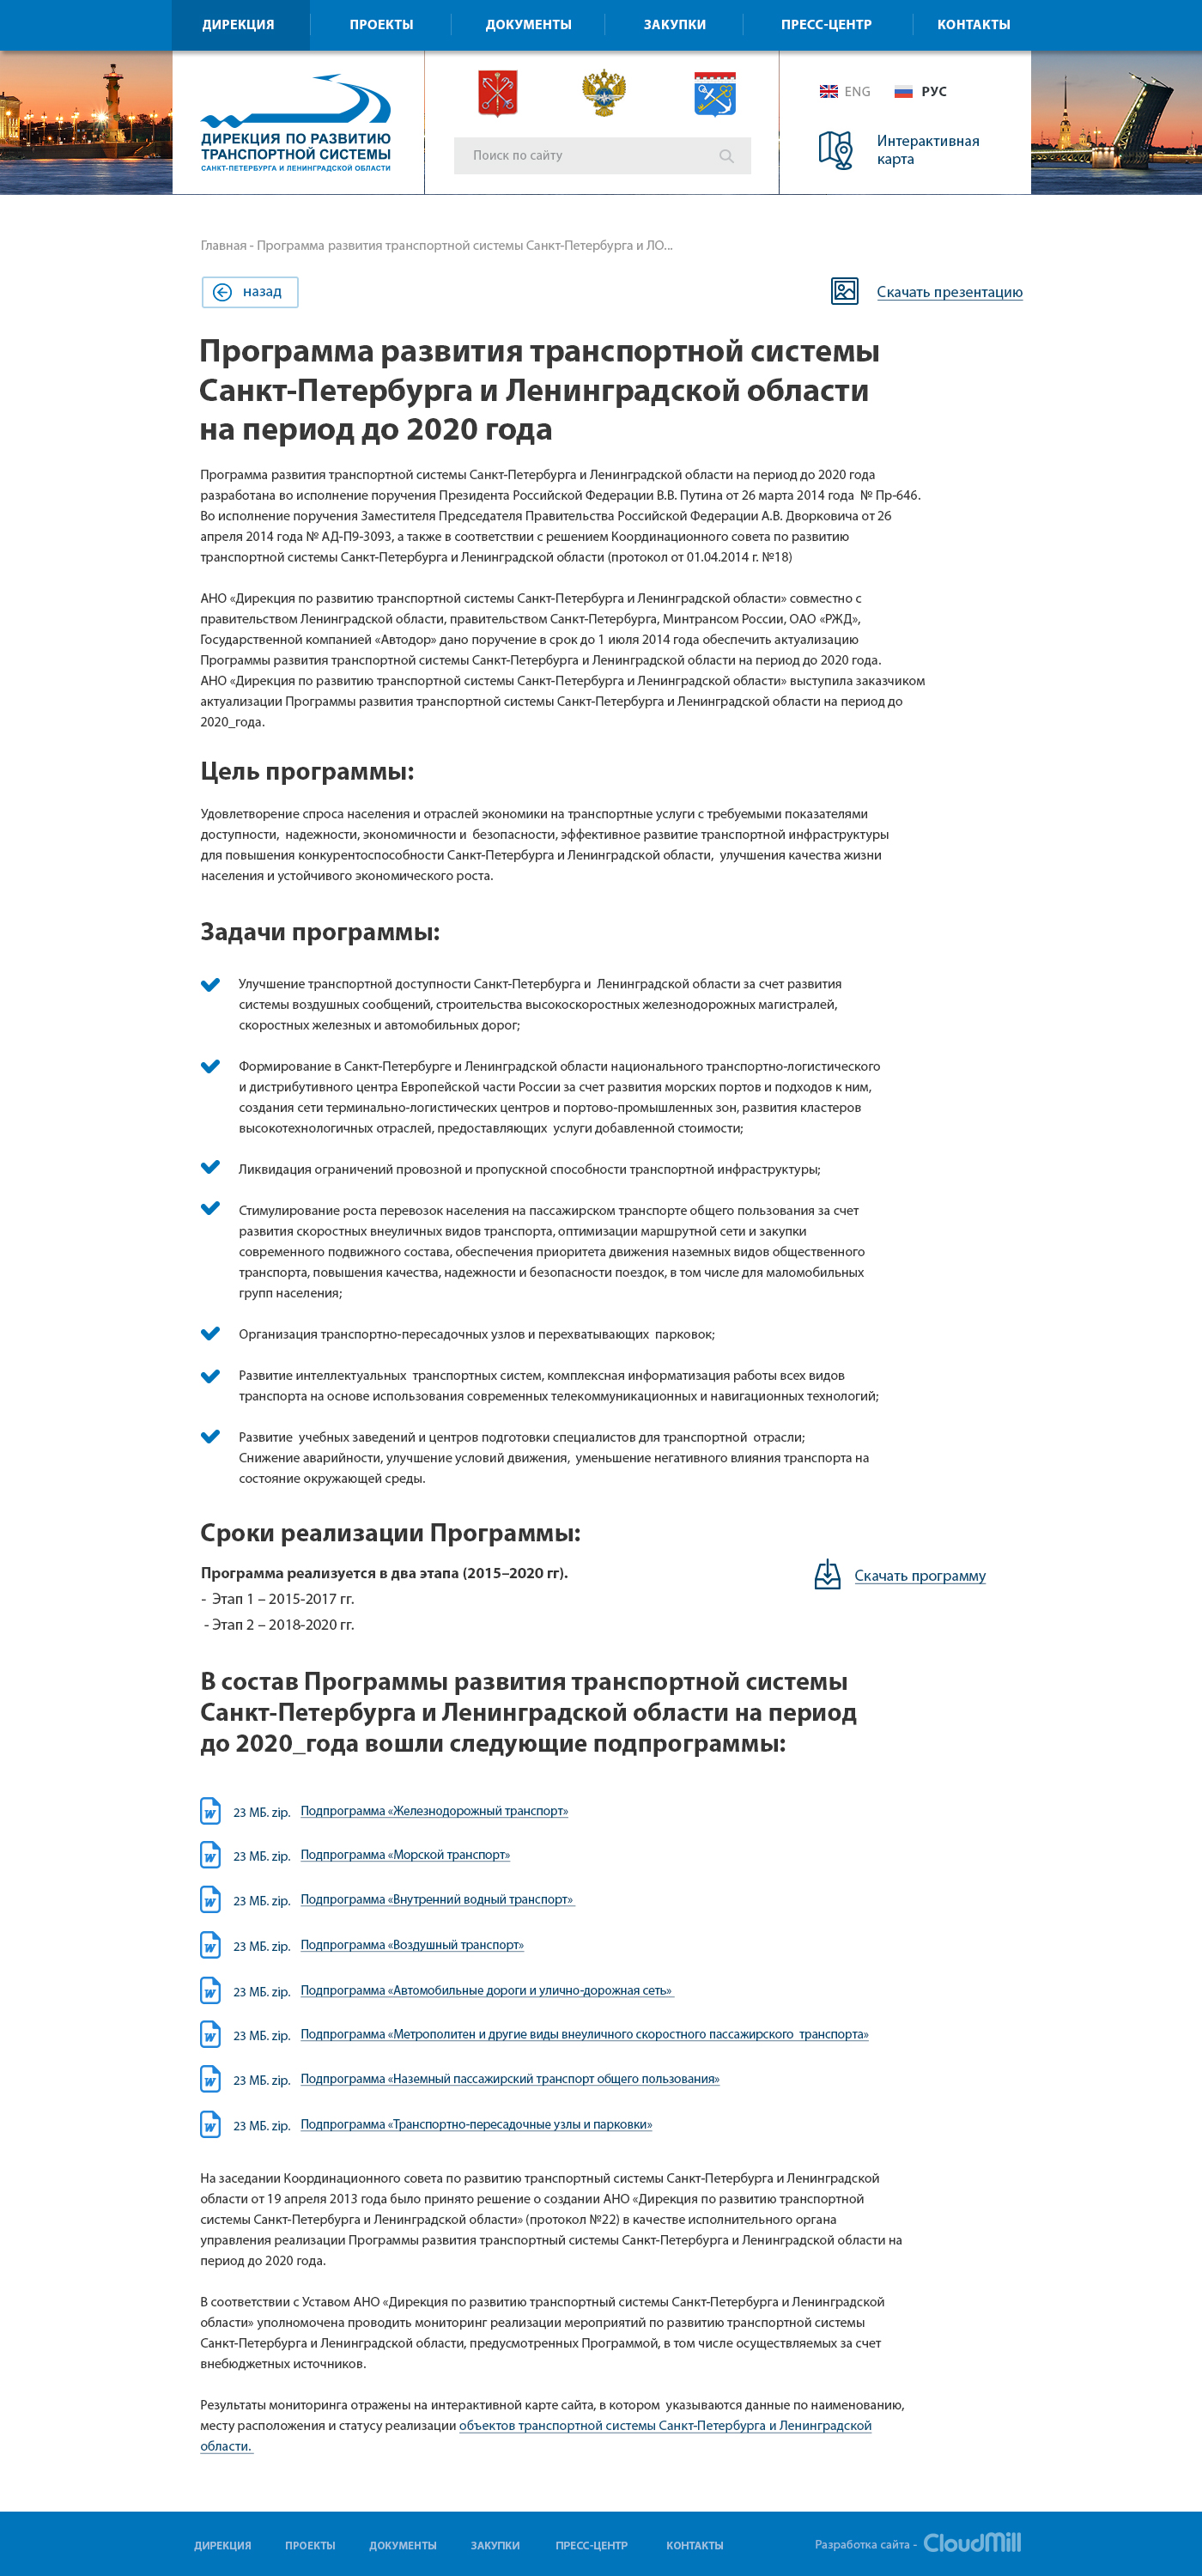 ДИРЕКЦИЯ ПРОЕКТЫ ДОКУМЕНТЫ ЗАКУПКИ ПРЕСС-ЦЕНТР КОНТАКТЫ
ДИРЕКЦИЯ ПО РАЗВИТИЮ
ТРАНСПОРТНОЙ СИСТЕМЫ
САНКТ-ПЕТЕРБУРГА И ЛЕНИНГРАДСКОЙ ОБЛАСТИ
Поиск по сайту
ENG РУС
Интерактивная
карта
Главная - Программа развития транспортной системы Санкт-Петербурга и ЛО...
назад
Скачать презентацию
Программа развития транспортной системы
Санкт-Петербурга и Ленинградской области
на период до 2020 года
Программа развития транспортной системы Санкт-Петербурга и Ленинградской области на период до 2020 года
разработана во исполнение поручения Президента Российской Федерации В.В. Путина от 26 марта 2014 года № Пр-646.
Во исполнение поручения Заместителя Председателя Правительства Российской Федерации А.В. Дворковича от 26
апреля 2014 года № АД-П9-3093, а также в соответствии с решением Координационного совета по развитию
транспортной системы Санкт-Петербурга и Ленинградской области (протокол от 01.04.2014 г. №18)
АНО «Дирекция по развитию транспортной системы Санкт-Петербурга и Ленинградской области» совместно с
правительством Ленинградской области, правительством Санкт-Петербурга, Минтрансом России, ОАО «РЖД»,
Государственной компанией «Автодор» дано поручение в срок до 1 июля 2014 года обеспечить актуализацию
Программы развития транспортной системы Санкт-Петербурга и Ленинградской области на период до 2020 года.
АНО «Дирекция по развитию транспортной системы Санкт-Петербурга и Ленинградской области» выступила заказчиком
актуализации Программы развития транспортной системы Санкт-Петербурга и Ленинградской области на период до
2020_года.
Цель программы:
Удовлетворение спроса населения и отраслей экономики на транспортные услуги с требуемыми показателями
доступности, надежности, экономичности и безопасности, эффективное развитие транспортной инфраструктуры
для повышения конкурентоспособности Санкт-Петербурга и Ленинградской области, улучшения качества жизни
населения и устойчивого экономического роста.
Задачи программы:
Улучшение транспортной доступности Санкт-Петербурга и Ленинградской области за счет развития
системы воздушных сообщений, строительства высокоскоростных железнодорожных магистралей,
скоростных железных и автомобильных дорог;
Формирование в Санкт-Петербурге и Ленинградской области национального транспортно-логистического
и дистрибутивного центра Европейской части России за счет развития морских портов и подходов к ним,
создания сети терминально-логистических центров и портово-промышленных зон, развития кластеров
высокотехнологичных отраслей, предоставляющих услуги добавленной стоимости;
Ликвидация ограничений провозной и пропускной способности транспортной инфраструктуры;
Стимулирование роста перевозок населения на пассажирском транспорте общего пользования за счет
развития скоростных внеуличных видов транспорта, оптимизации маршрутной сети и закупки
современного подвижного состава, обеспечения приоритета движения наземных видов общественного
транспорта, повышения качества, надежности и безопасности поездок, в том числе для маломобильных
групп населения;
Организация транспортно-пересадочных узлов и перехватывающих парковок;
Развитие интеллектуальных транспортных систем, комплексная информатизация работы всех видов
транспорта на основе использования современных телекоммуникационных и навигационных технологий;
Развитие учебных заведений и центров подготовки специалистов для транспортной отрасли;
Снижение аварийности, улучшение условий движения, уменьшение негативного влияния транспорта на
состояние окружающей среды.
Сроки реализации Программы:
Программа реализуется в два этапа (2015–2020 гг).
- Этап 1 – 2015-2017 гг.
- Этап 2 – 2018-2020 гг.
Скачать программу
В состав Программы развития транспортной системы
Санкт-Петербурга и Ленинградской области на период
до 2020_года вошли следующие подпрограммы:
23 МБ. zip. Подпрограмма «Железнодорожный транспорт»
23 МБ. zip. Подпрограмма «Морской транспорт»
23 МБ. zip. Подпрограмма «Внутренний водный транспорт»
23 МБ. zip. Подпрограмма «Воздушный транспорт»
23 МБ. zip. Подпрограмма «Автомобильные дороги и улично-дорожная сеть»
23 МБ. zip. Подпрограмма «Метрополитен и другие виды внеуличного скоростного пассажирского транспорта»
23 МБ. zip. Подпрограмма «Наземный пассажирский транспорт общего пользования»
23 МБ. zip. Подпрограмма «Транспортно-пересадочные узлы и парковки»
На заседании Координационного совета по развитию транспортный системы Санкт-Петербурга и Ленинградской
области от 19 апреля 2013 года было принято решение о создании АНО «Дирекция по развитию транспортной
системы Санкт-Петербурга и Ленинградской области» (протокол №22) в качестве исполнительного органа
управления реализации Программы развития транспортный системы Санкт-Петербурга и Ленинградской области на
период до 2020 года.
В соответствии с Уставом АНО «Дирекция по развитию транспортный системы Санкт-Петербурга и Ленинградской
области» уполномочена проводить мониторинг реализации мероприятий по развитию транспортной системы
Санкт-Петербурга и Ленинградской области, предусмотренных Программой, в том числе осуществляемых за счет
внебюджетных источников.
Результаты мониторинга отражены на интерактивной карте сайта, в котором указываются данные по наименованию,
месту расположения и статусу реализации объектов транспортной системы Санкт-Петербурга и Ленинградской
области.
ДИРЕКЦИЯ ПРОЕКТЫ ДОКУМЕНТЫ ЗАКУПКИ ПРЕСС-ЦЕНТР КОНТАКТЫ Разработка сайта - CloudMill